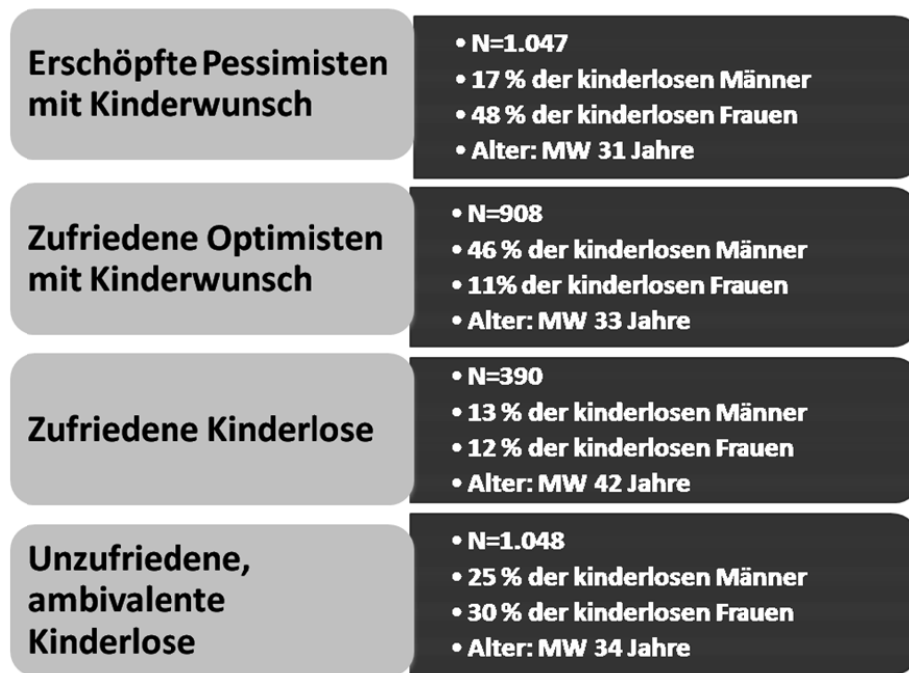 Erschöpfte Pessimisten
mit Kinderwunsch
• N=1.047
• 17 % der kinderlosen Männer
• 48 % der kinderlosen Frauen
• Alter: MW 31 Jahre
Zufriedene Optimisten
mit Kinderwunsch
• N=908
• 46 % der kinderlosen Männer
• 11% der kinderlosen Frauen
• Alter: MW 33 Jahre
Zufriedene Kinderlose
• N=390
• 13 % der kinderlosen Männer
• 12 % der kinderlosen Frauen
• Alter: MW 42 Jahre
Unzufriedene,
ambivalente
Kinderlose
• N=1.048
• 25 % der kinderlosen Männer
• 30 % der kinderlosen Frauen
• Alter: MW 34 Jahre